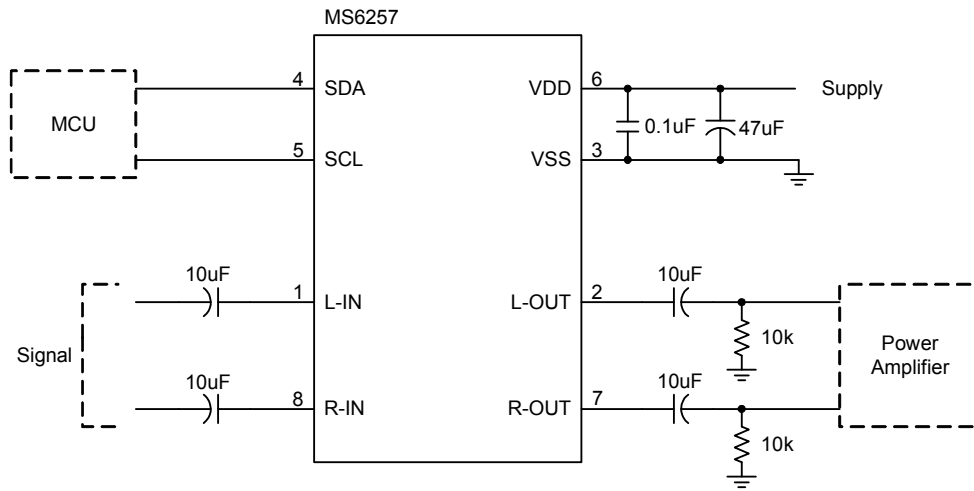 MS6257
MCU
4
SDA
5
SCL
VDD
6
Supply
0.1uF
47uF
VSS
3
Signal
10uF
1
L-IN
10uF
8
R-IN
L-OUT
2
10uF
10k
R-OUT
7
10uF
10k
Power
Amplifier